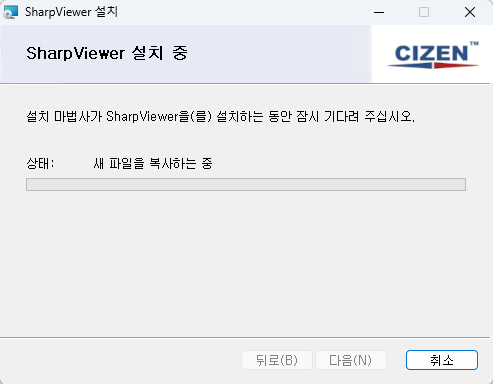 SharpViewer 설치
SharpViewer 설치 중
CIZEN™
설치 마법사가 SharpViewer을(를) 설치하는 동안 잠시 기다려 주십시오.
상태: 새 파일을 복사하는 중
뒤로(B) 다음(N) 취소